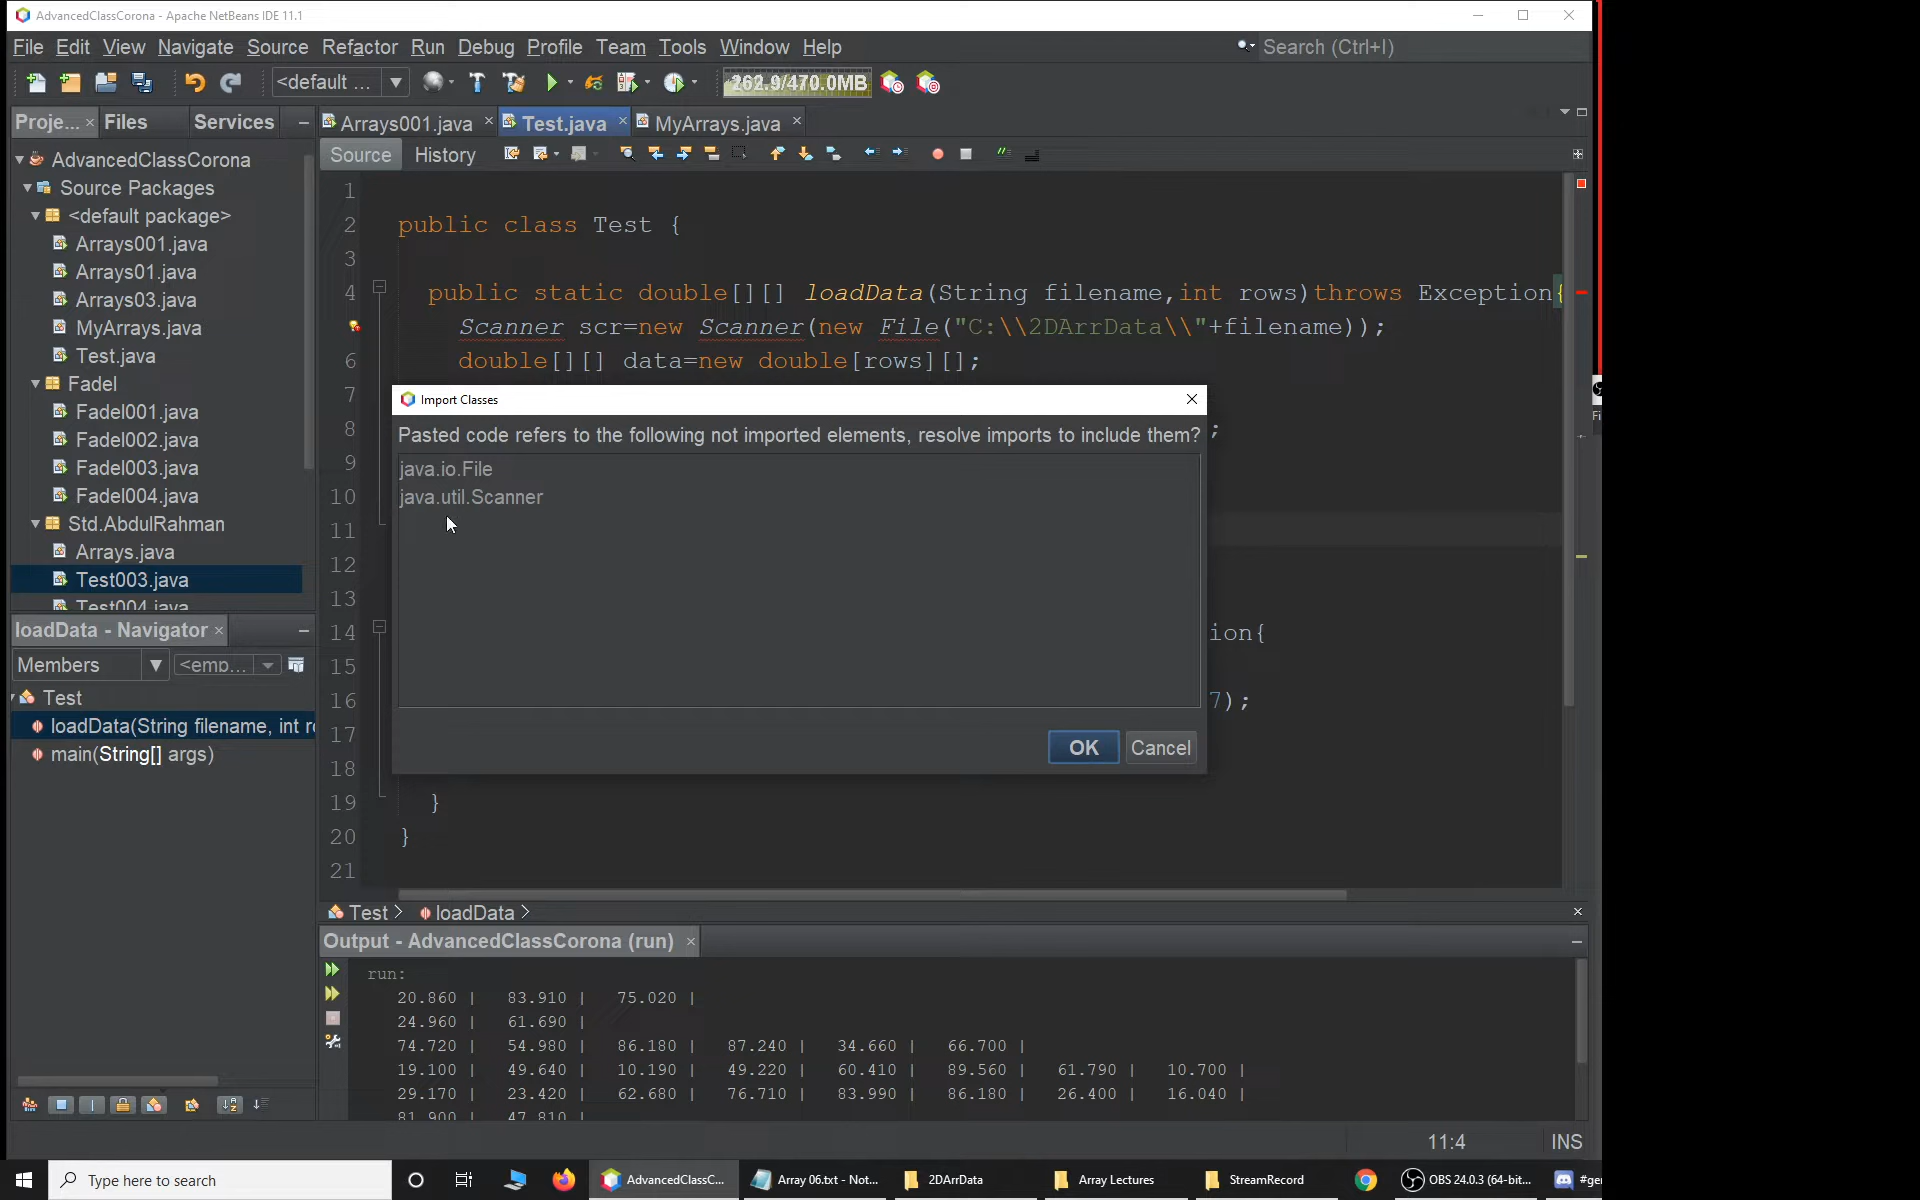 AdvancedClassCorona - Apache NetBeans IDE 11.1
File Edit View Navigate Source Refactor Run Debug Profile Team Tools Window Help
Search (Ctrl+I)
<default ...
262.9/470.0MB
Proje... × Files Services
Arrays001.java × Test.java × MyArrays.java ×
Source History
AdvancedClassCorona
Source Packages
<default package>
Arrays001.java
Arrays01.java
Arrays03.java
MyArrays.java
Test.java
Fadel
Fadel001.java
Fadel002.java
Fadel003.java
Fadel004.java
Std.AbdulRahman
Arrays.java
Test003.java
Test004.java
loadData - Navigator ×
Members <emp...
Test
loadData(String filename, int r
main(String[] args)
1
2 public class Test {
3
4 public static double[][] loadData(String filename,int rows)throws Exception{
Scanner scr=new Scanner(new File("C:\\2DArrData\\"+filename));
6 double[][] data=new double[rows][];
7
8 ;
9
10
11
12
13
14 ion{
15
16 7);
17
18
19 }
20 }
21
Import Classes
Pasted code refers to the following not imported elements, resolve imports to include them?
java.io.File
java.util.Scanner
OK Cancel
Fi
Test loadData
Output - AdvancedClassCorona (run) ×
run:
20.860 | 83.910 | 75.020 |
24.960 | 61.690 |
74.720 | 54.980 | 86.180 | 87.240 | 34.660 | 66.700 |
19.100 | 49.640 | 10.190 | 49.220 | 60.410 | 89.560 | 61.790 | 10.700 |
29.170 | 23.420 | 62.680 | 76.710 | 83.990 | 86.180 | 26.400 | 16.040 |
81.900 | 47.810 |
11:4 INS
Type here to search
AdvancedClassC...
Array 06.txt - Not...
2DArrData
Array Lectures
StreamRecord
OBS 24.0.3 (64-bit...
#ge